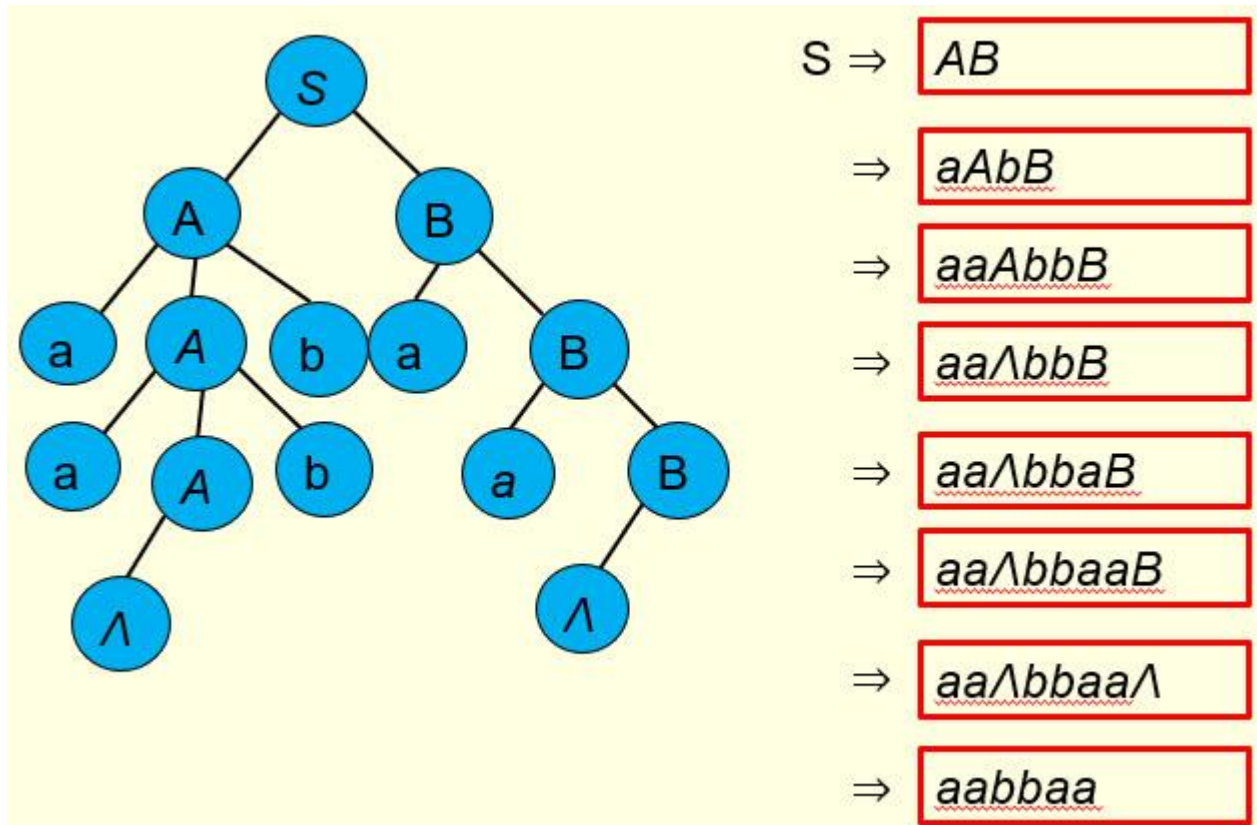 S
S ⇒ AB
A B
⇒ aAbB
a A b a B
⇒ aaAbbB
⇒ aaΛbbB
a A b a B
⇒ aaΛbbaB
Λ Λ
⇒ aaΛbbaaB
⇒ aaΛbbaaΛ
⇒ aabbaa